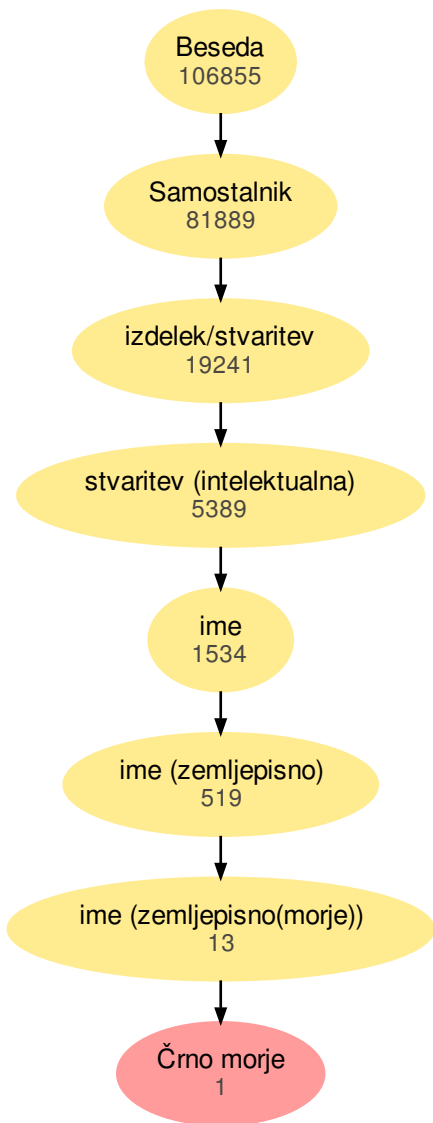 Beseda
106855
Samostalnik
81889
izdelek/stvaritev
19241
stvaritev (intelektualna)
5389
ime
1534
ime (zemljepisno)
519
ime (zemljepisno(morje))
13
Črno morje
1